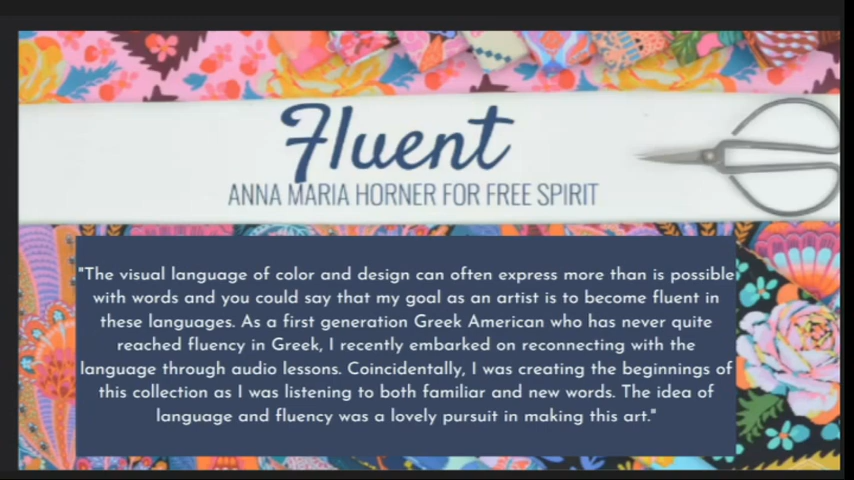 Fluent
ANNA MARIA HORNER FOR FREE SPIRIT
"The visual language of color and design can often express more than is possible
with words and you could say that my goal as an artist is to become fluent in
these languages. As a first generation Greek American who has never quite
reached fluency in Greek, I recently embarked on reconnecting with the
language through audio lessons. Coincidentally, I was creating the beginnings of
this collection as I was listening to both familiar and new words. The idea of
language and fluency was a lovely pursuit in making this art."